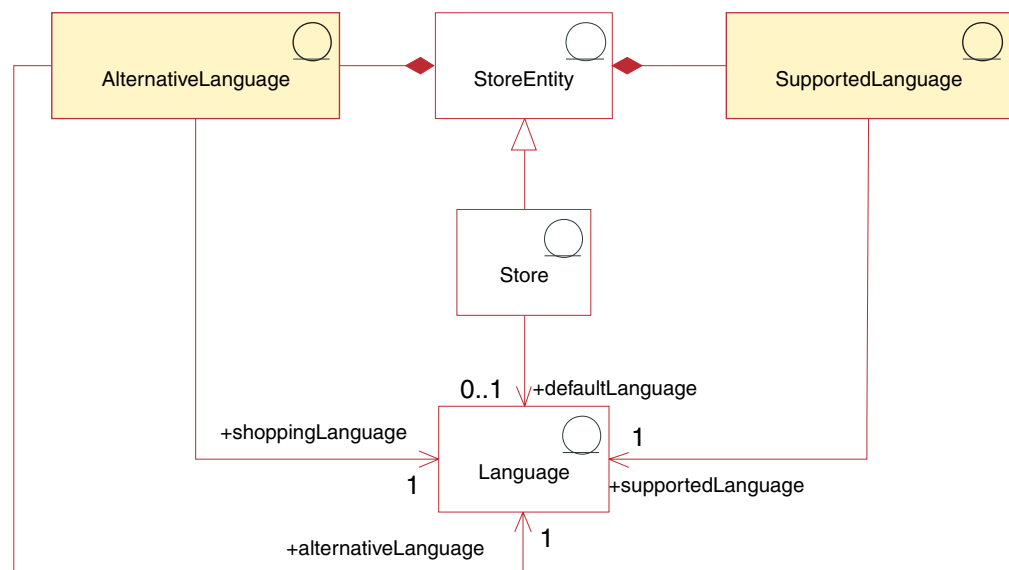 AlternativeLanguage
StoreEntity
SupportedLanguage
Store
0..1
+defaultLanguage
+shoppingLanguage
1
1
Language
+supportedLanguage
+alternativeLanguage
1